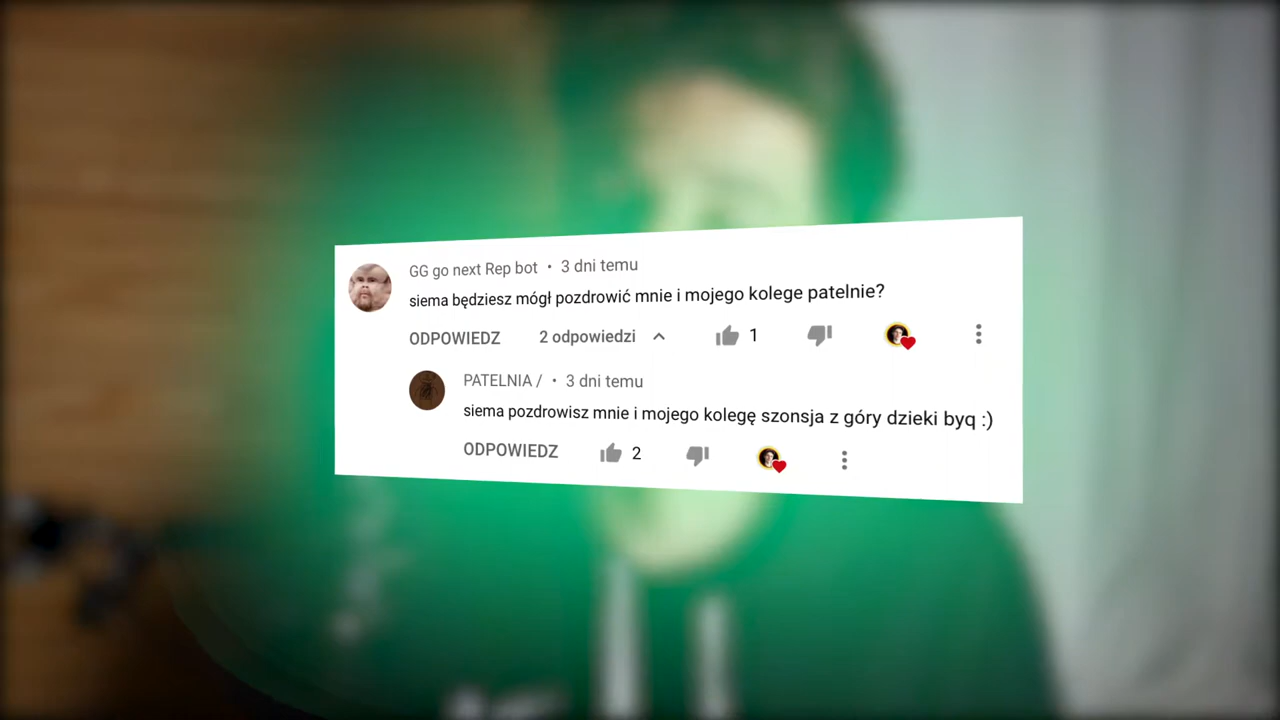 GG go next Rep bot • 3 dni temu
siema będziesz mógł pozdrowić mnie i mojego kolege patelnie?
ODPOWIEDZ 2 odpowiedzi 1
PATELNIA / • 3 dni temu
siema pozdrowisz mnie i mojego kolegę szonsja z góry dzieki byq :)
ODPOWIEDZ 2